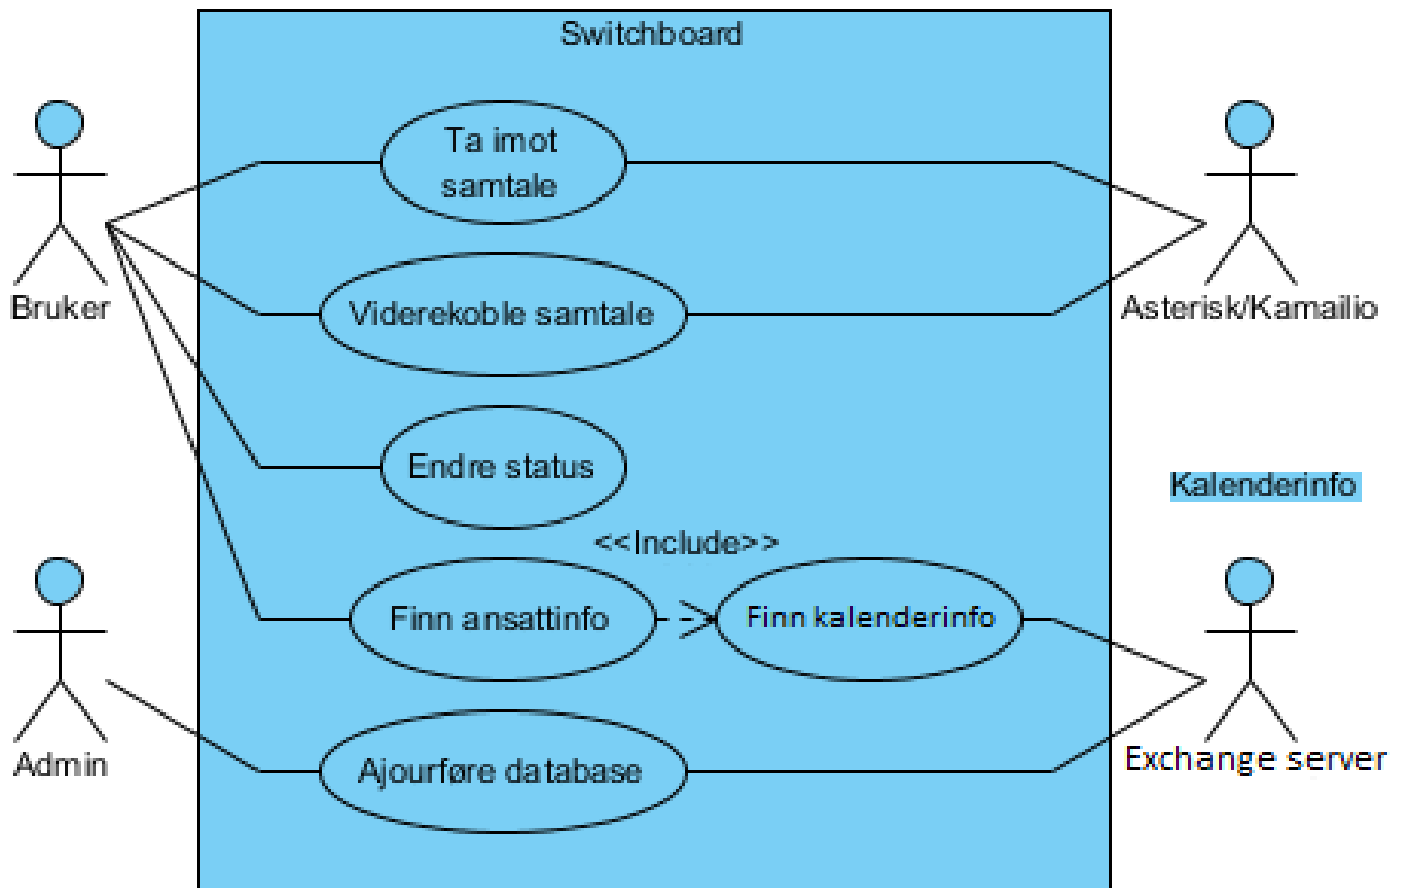 Switchboard
Ta imot
samtale
Bruker
Viderekoble samtale
Asterisk/Kamailio
Endre status
Kalenderinfo
<<Include>>
Finn ansattinfo
Finn kalenderinfo
Admin
Ajourføre database
Exchange server